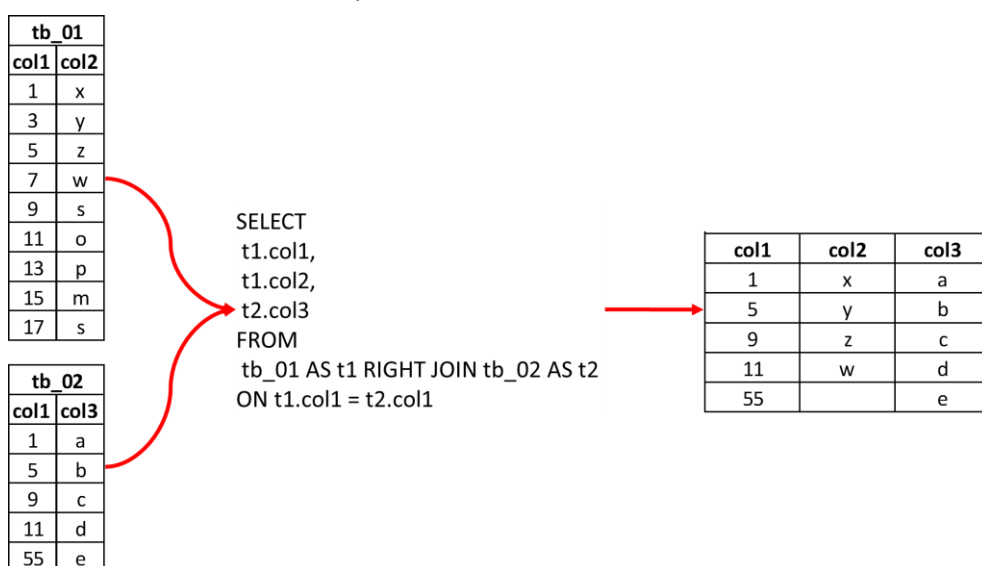 tb_01
col1 col2
1 x
3 y
5 z
7 w
9 s
11 o
13 p
15 m
17 s
tb_02
col1 col3
1 a
5 b
9 c
11 d
55 e
SELECT
t1.col1,
t1.col2,
t2.col3
FROM
tb_01 AS t1 RIGHT JOIN tb_02 AS t2
ON t1.col1 = t2.col1
col1 col2 col3
1 x a
5 y b
9 z c
11 w d
55 e